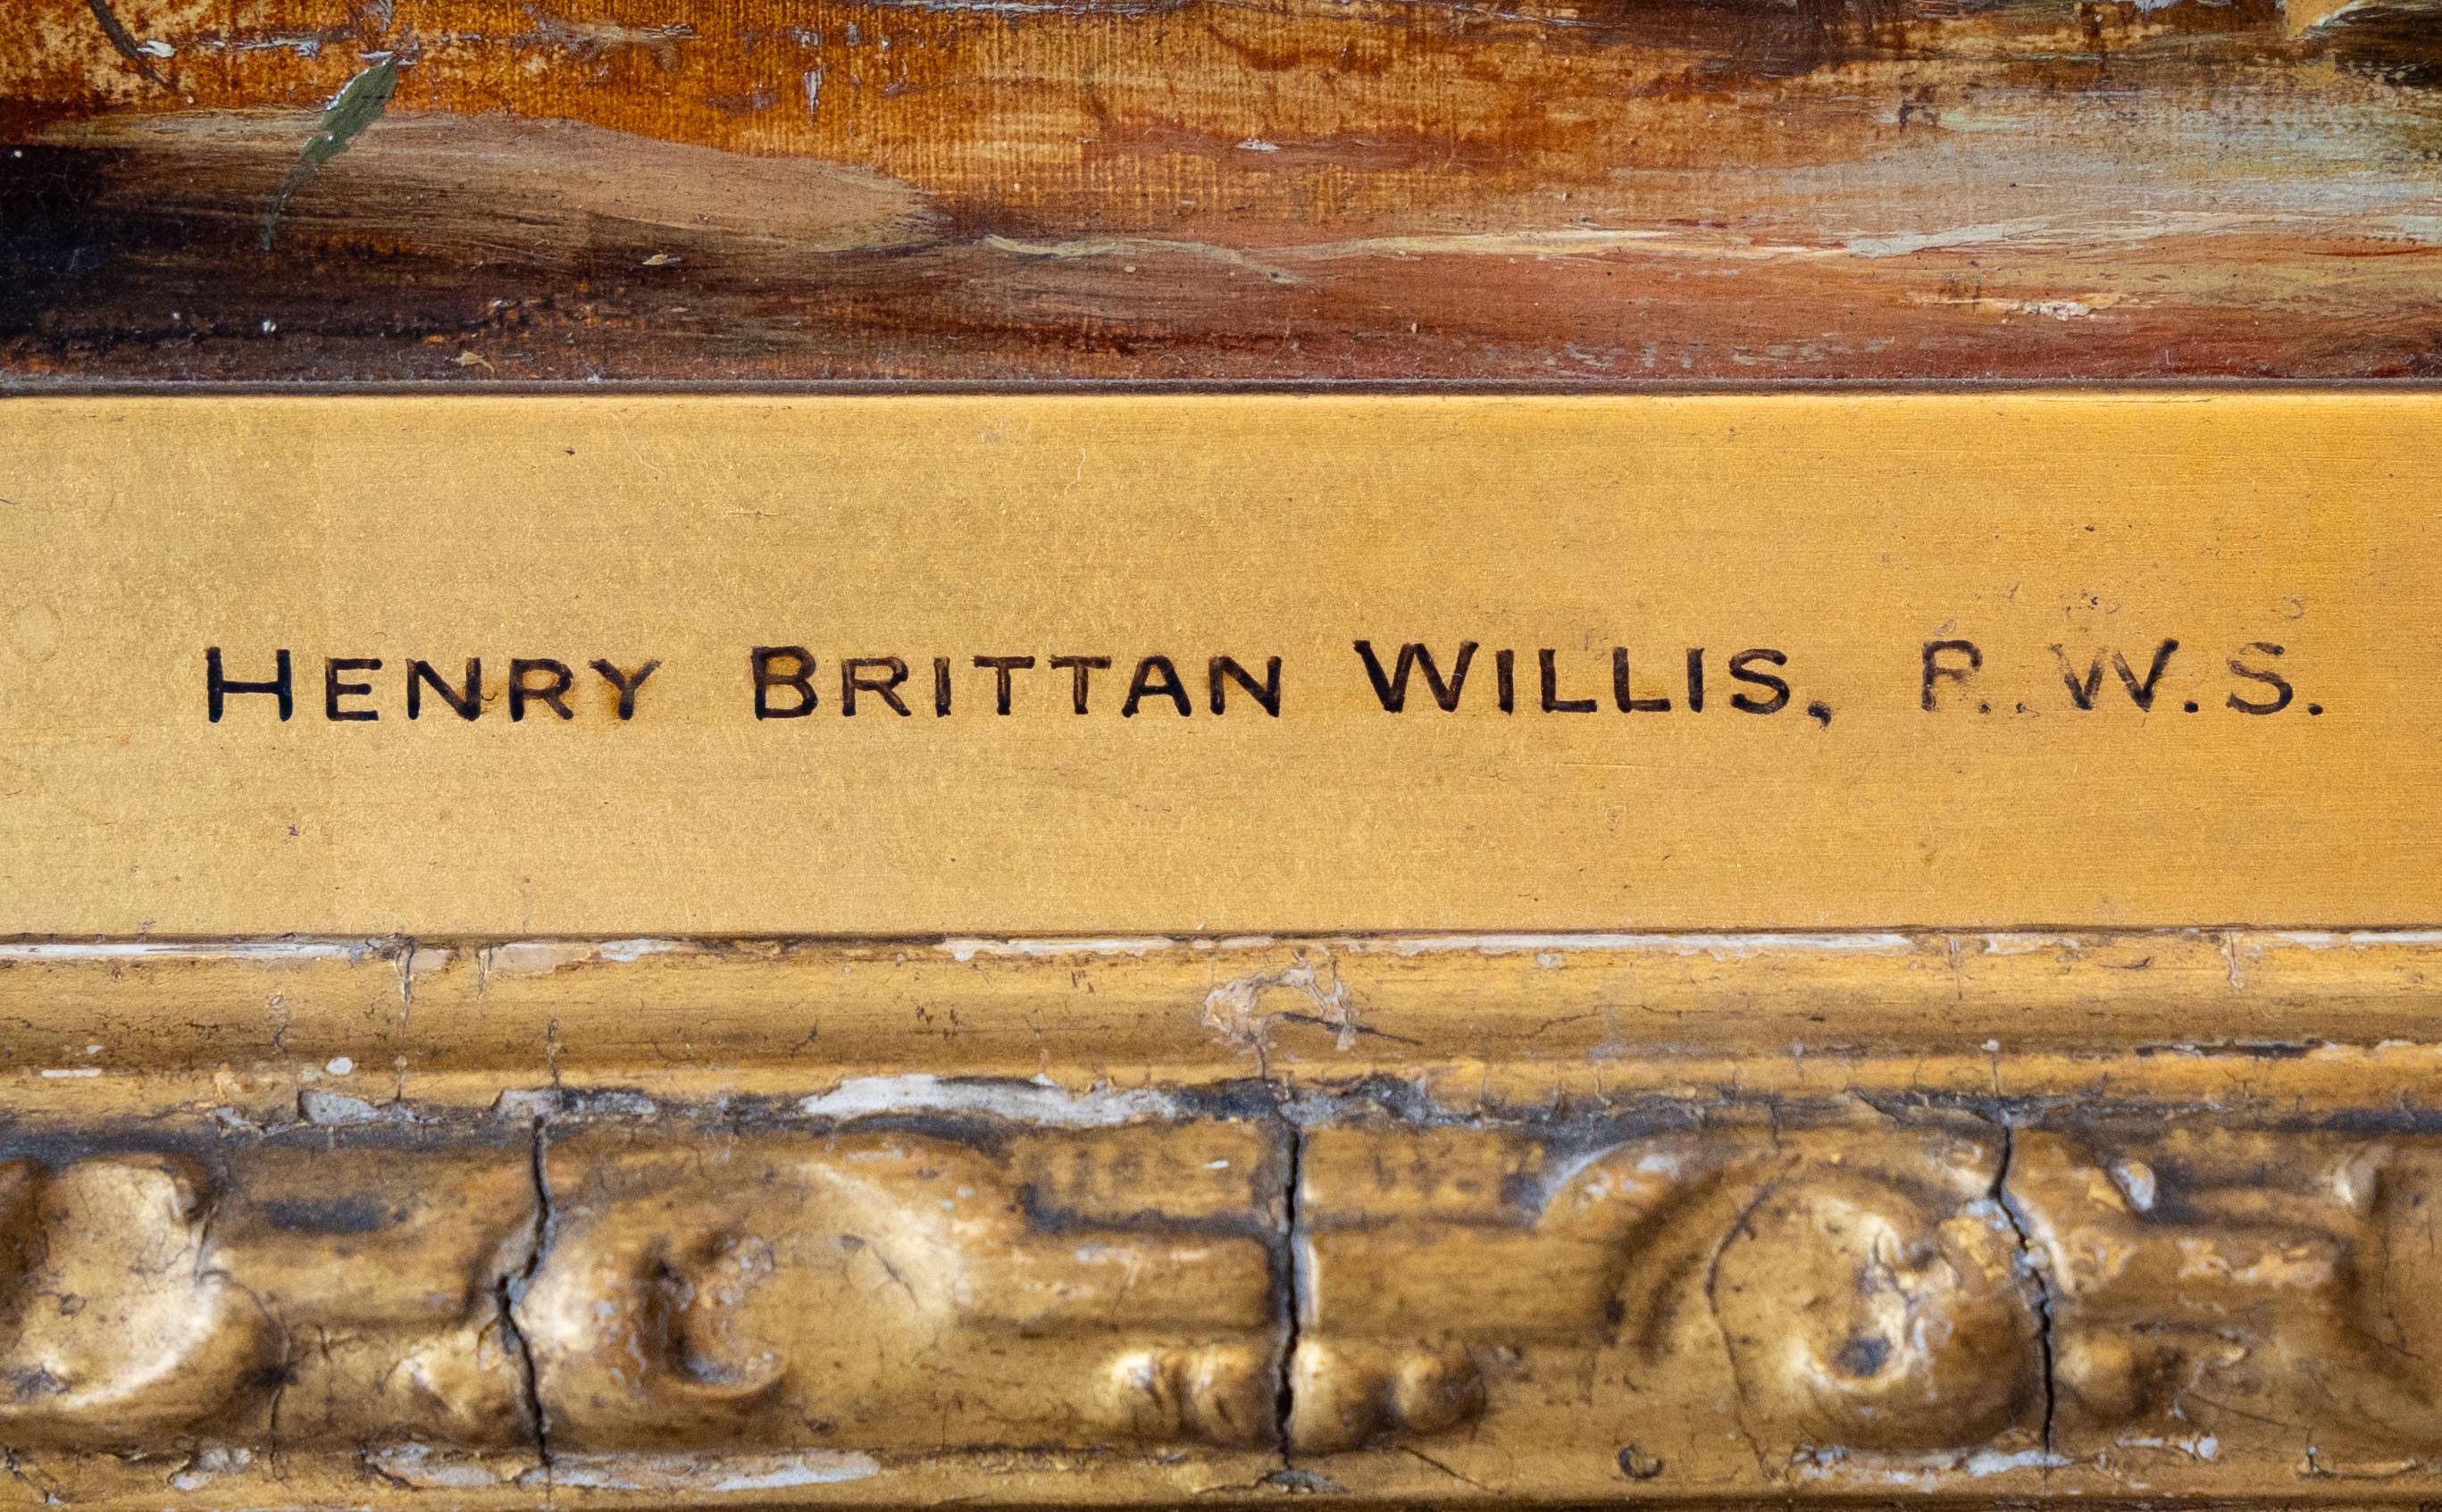 HENRY BRITTAN WILLIS, R.W.S.